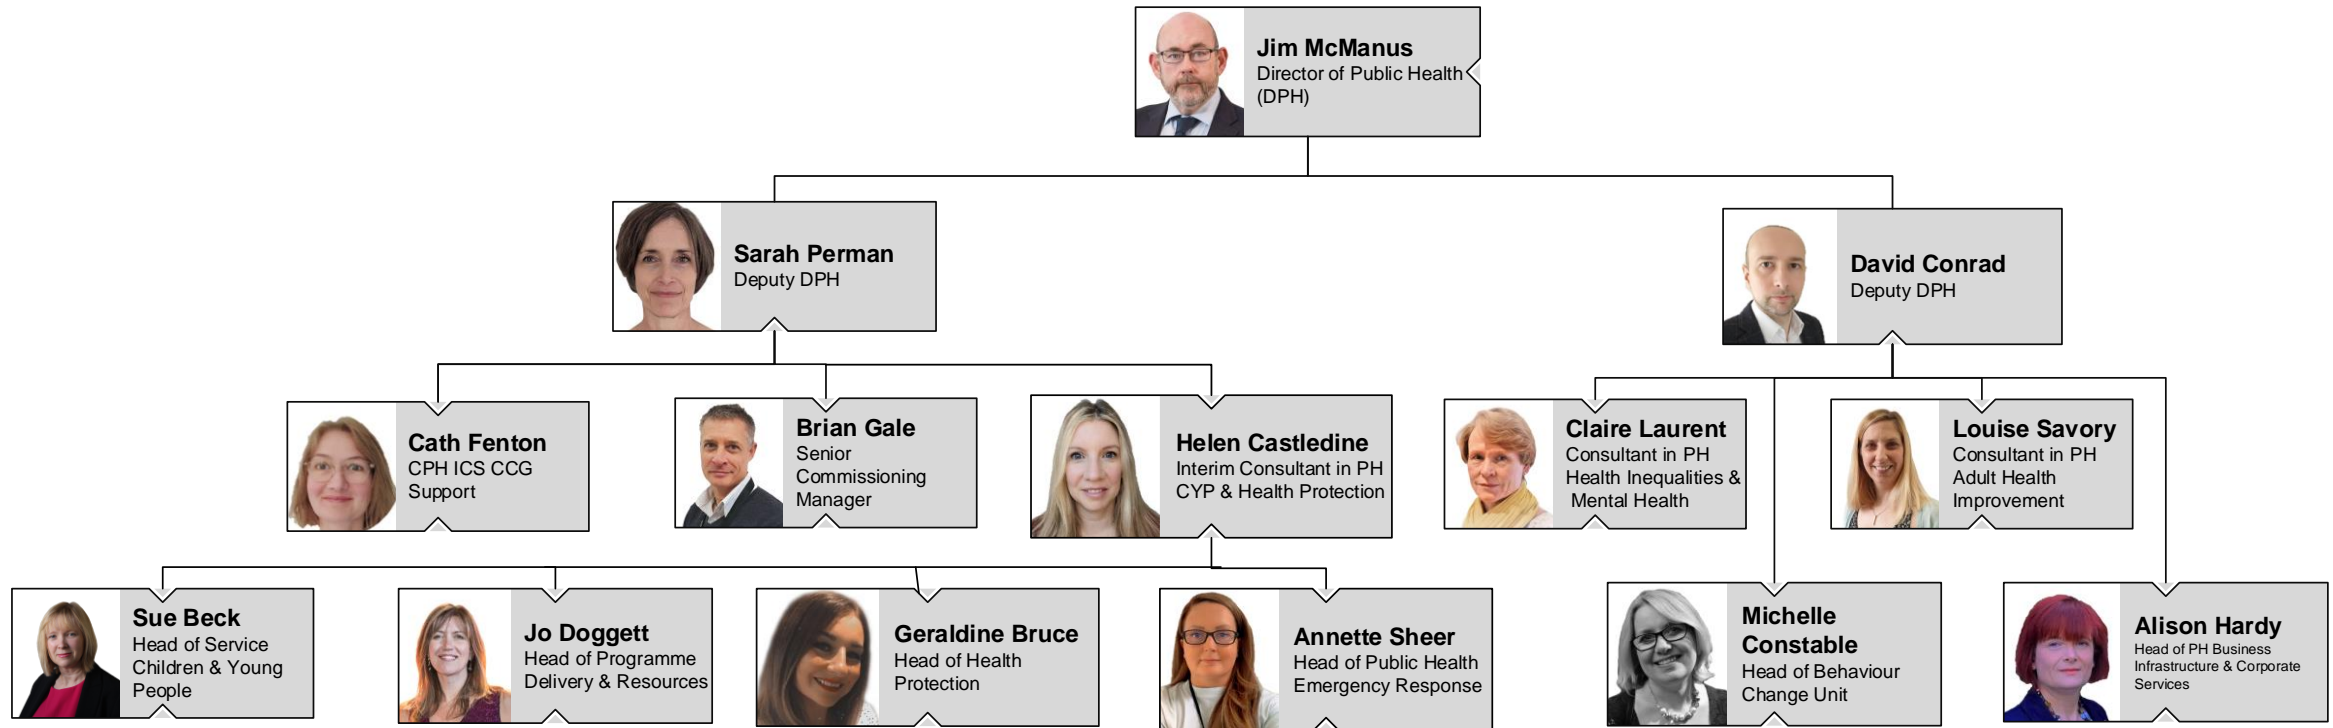 Jim McManus
Director of Public Health
(DPH)
Sarah Perman
Deputy DPH
David Conrad
Deputy DPH
Cath Fenton
CPH ICS CCG
Support
Brian Gale
Senior
Commissioning
Manager
Helen Castledine
Interim Consultant in PH
CYP & Health Protection
Claire Laurent
Consultant in PH
Health Inequalities &
Mental Health
Louise Savory
Consultant in PH
Adult Health
Improvement
Sue Beck
Head of Service
Children & Young
People
Jo Doggett
Head of Programme
Delivery & Resources
Geraldine Bruce
Head of Health
Protection
Annette Sheer
Head of Public Health
Emergency Response
Michelle
Constable
Head of Behaviour
Change Unit
Alison Hardy
Head of PH Business
Infrastructure & Corporate
Services